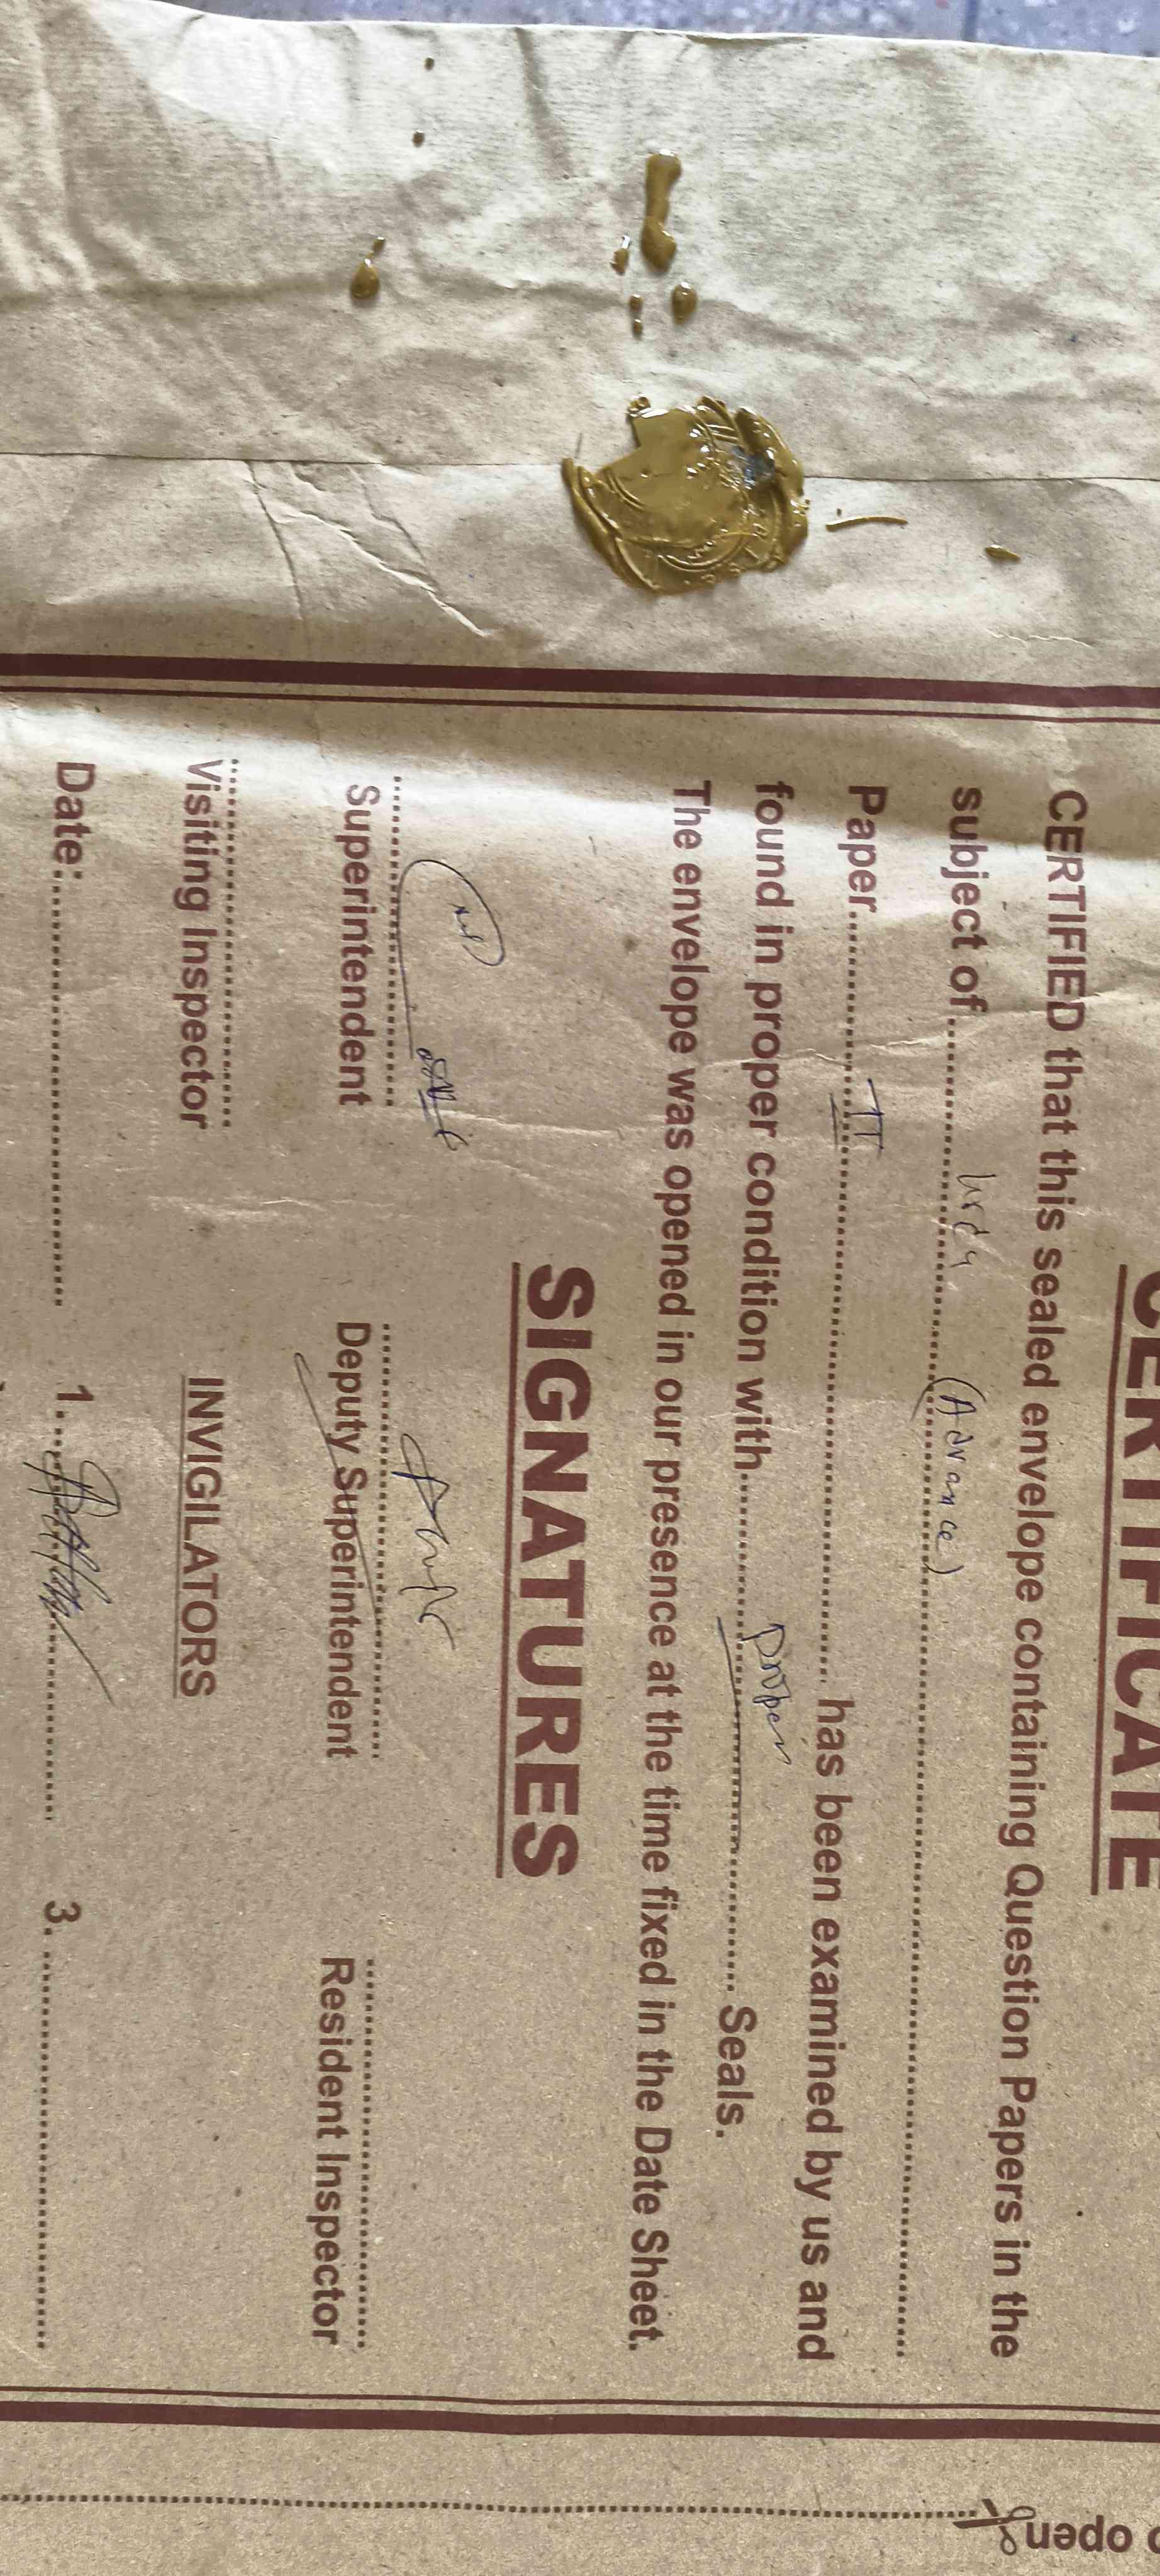 CERTIFICATE
CERTIFIED that this sealed envelope containing Question Papers in the
subject of Urdu (Advance)
Paper II has been examined by us and
found in proper condition with proper Seals.
The envelope was opened in our presence at the time fixed in the Date Sheet.
SIGNATURES
Superintendent Deputy Superintendent Resident Inspector
Visiting Inspector INVIGILATORS
Date: 1. 3.
open